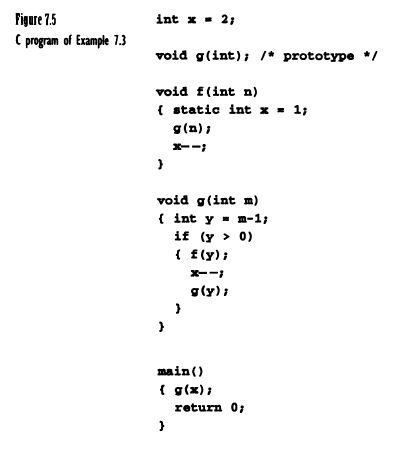 Figure 7.5
C program of Example 7.3
int x = 2;
void g(int); /* prototype */
void f(int n)
{ static int x = 1;
g(n);
x--;
}
void g(int m)
{ int y = m-1;
if (y > 0)
{ f(y);
x--;
g(y);
}
}
main()
{ g(x);
return 0;
}